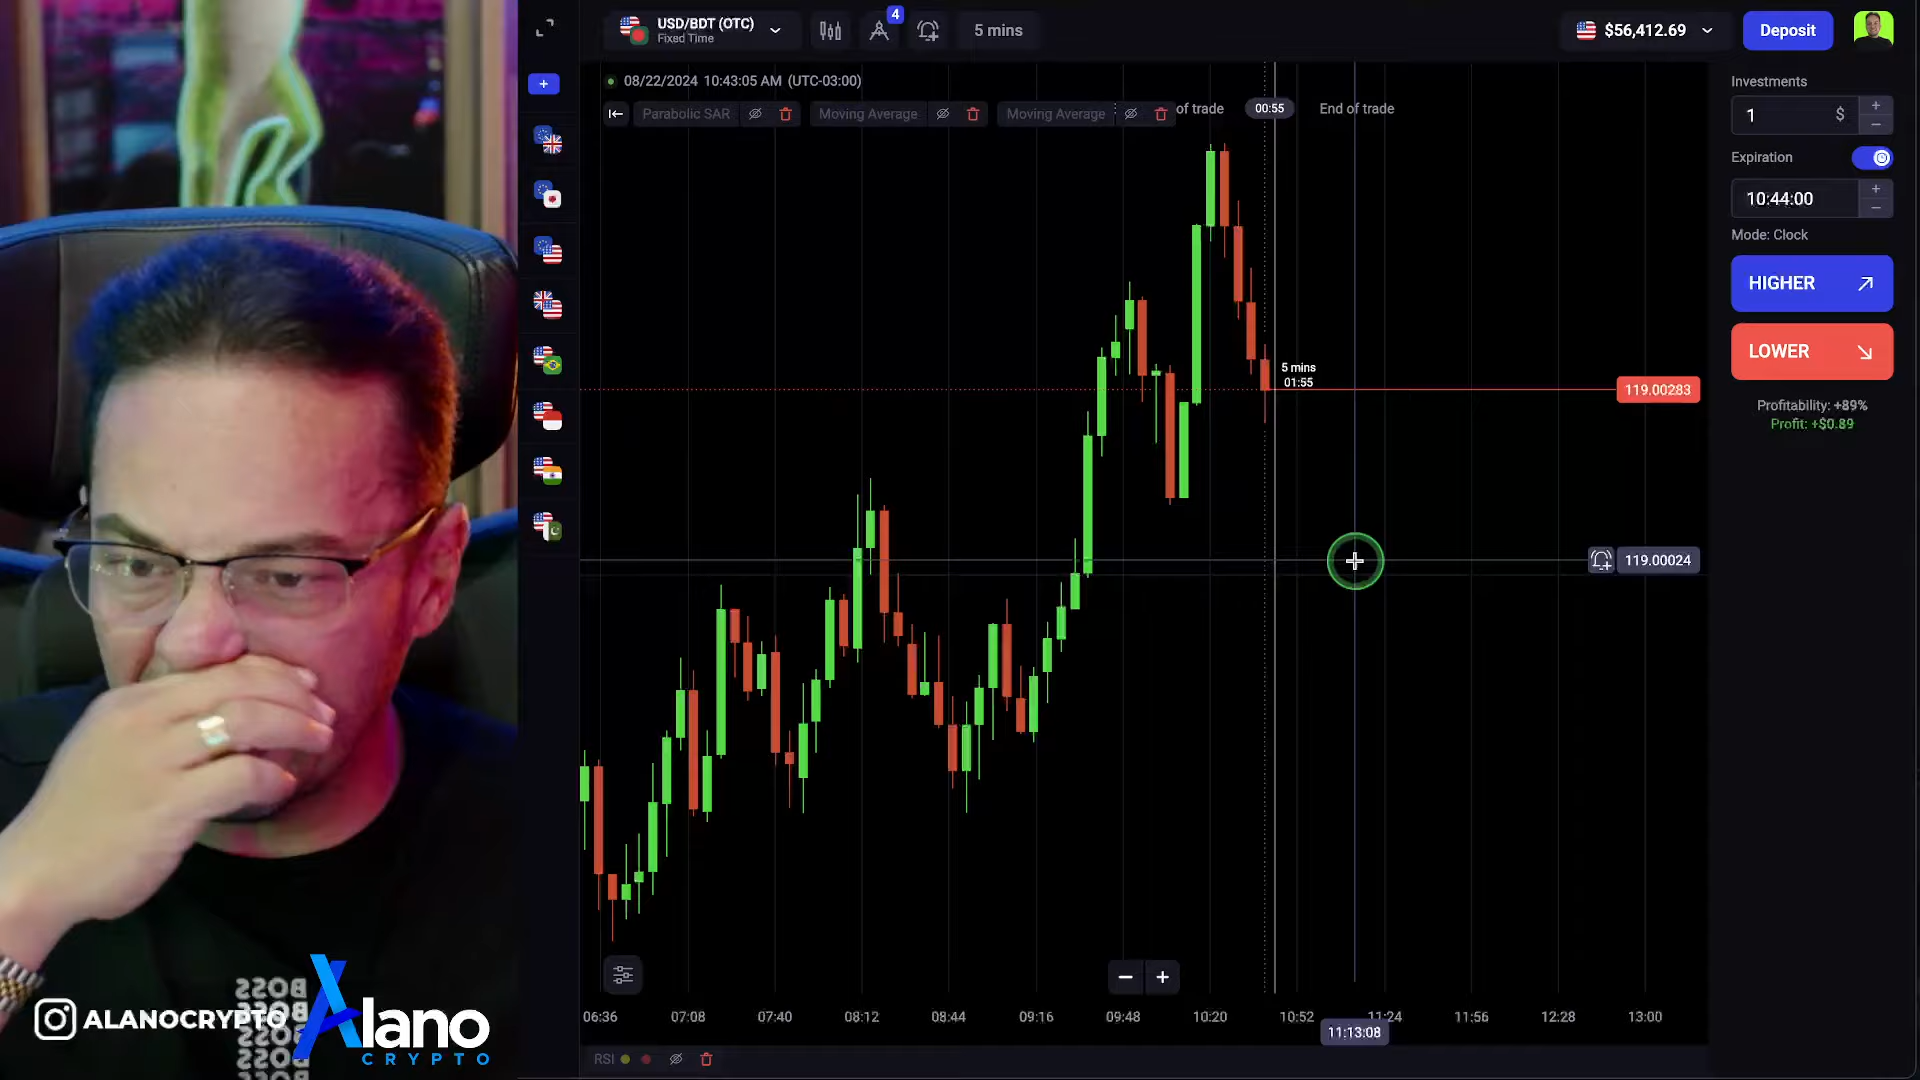 USD/BDT (OTC)
Fixed Time
4
5 mins
$56,412.69
Deposit
08/22/2024 10:43:05 AM (UTC-03:00)
Parabolic SAR
Moving Average
Moving Average
of trade
00:55
End of trade
Investments
1 $
Expiration
10:44:00
Mode: Clock
HIGHER
LOWER
Profitability: +89%
Profit: +$0.89
5 mins
01:55
119.00283
119.00024
06:36 07:08 07:40 08:12 08:44 09:16 09:48 10:20 10:52 11:24 11:56 12:28 13:00
11:13:08
RSI
ALANOCRYPTO
Alano
CRYPTO